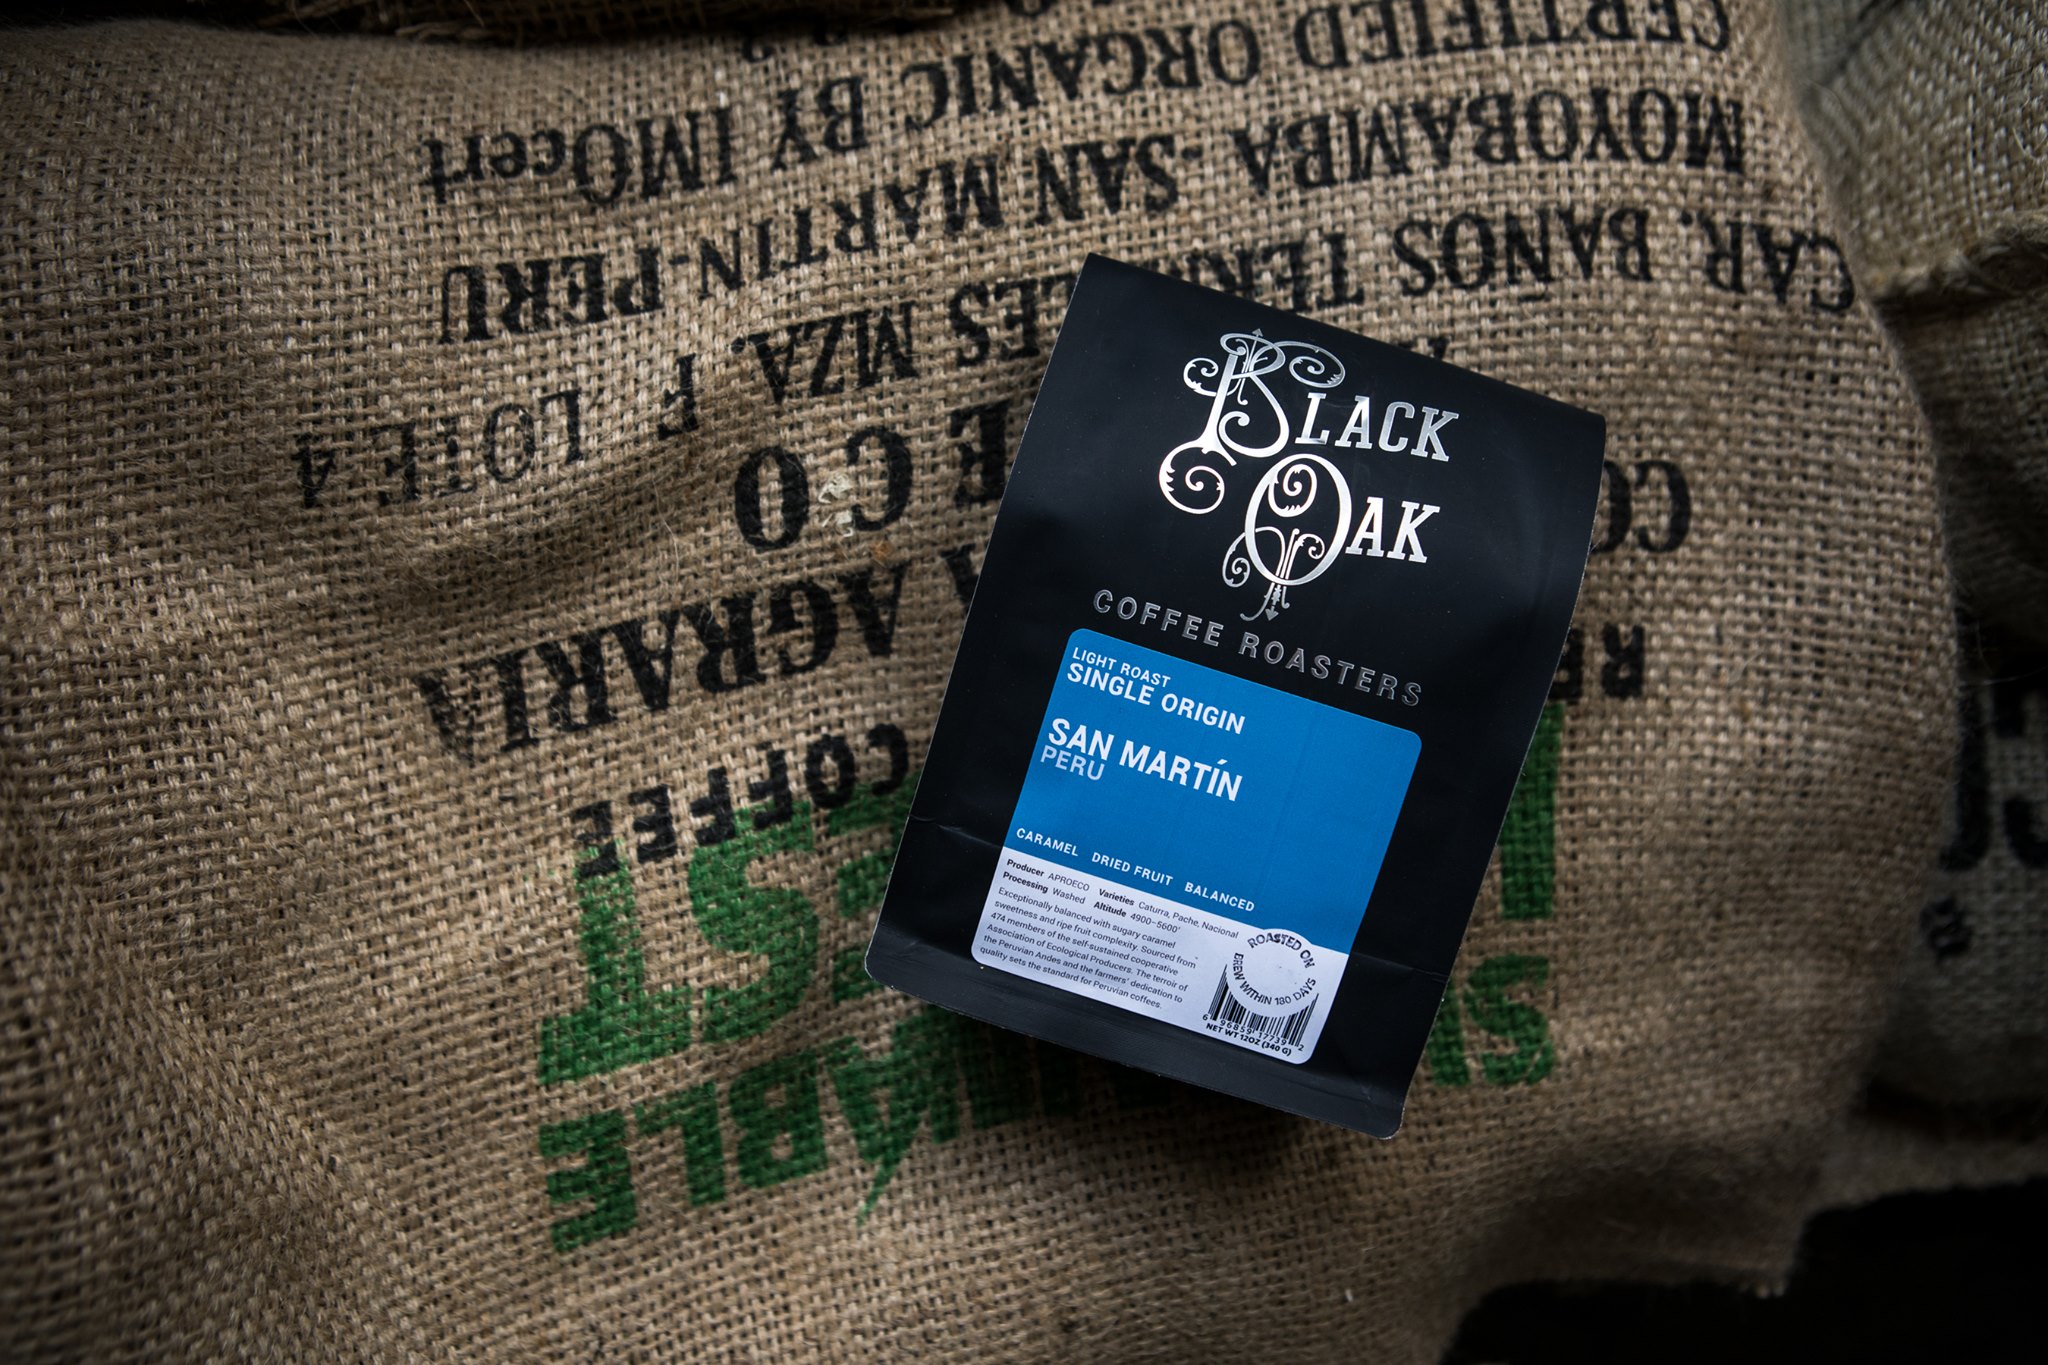 BLACK
OAK
COFFEE ROASTERS
LIGHT ROAST
SINGLE ORIGIN
SAN MARTÍN
PERU
CARAMEL DRIED FRUIT BALANCED
Producer APROECO Varieties Caturra, Pache, Nacional
Processing Washed Altitude 4900–5600'
Exceptionally balanced with sugary caramel
sweetness and ripe fruit complexity. Sourced from
474 members of the self-sustained cooperative
Association of Ecological Producers. The terroir of
the Peruvian Andes and the farmers' dedication to
quality sets the standard for Peruvian coffees.
ROASTED ON
BREW WITHIN 180 DAYS
6 96859 17739 2
NET WT 12OZ (340 G)
COFFEE
AGRARIA
CO
LOTE 4
CAR. BAÑOS MZA. F
MOYOBAMBA - SAN MARTIN-PERU
CERTIFIED ORGANIC BY IMOcert